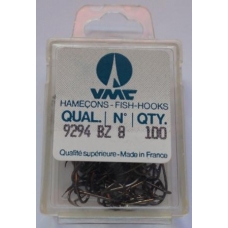 VMC
HAMEÇONS-FISH-HOOKS
QUAL. N° QTY.
9294 BZ 8 100
Qualité supérieure-Made in France